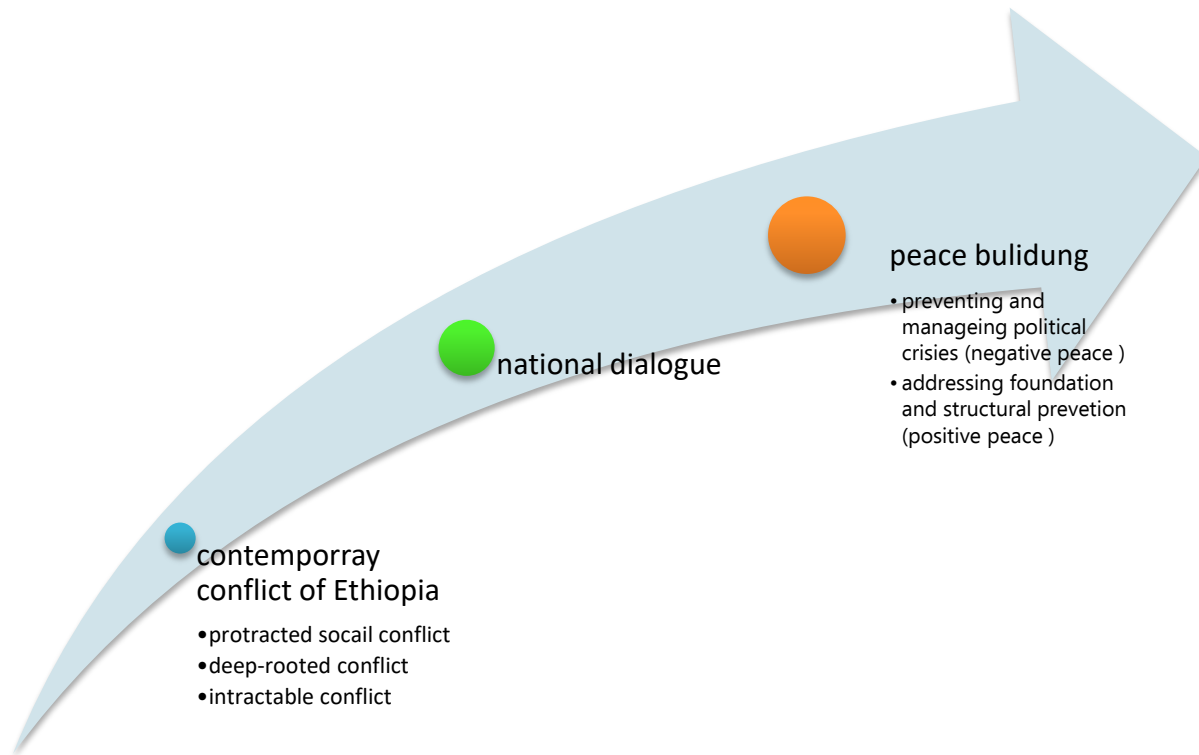 contemporray
conflict of Ethiopia
•protracted socail conflict
•deep-rooted conflict
•intractable conflict
national dialogue
peace bulidung
• preventing and
manageing political
crisies (negative peace )
• addressing foundation
and structural prevetion
(positive peace )